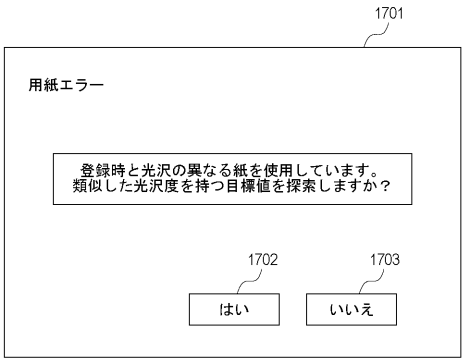 1701
用紙エラー
登録時と光沢の異なる紙を使用しています。
類似した光沢度を持つ目標値を探索しますか？
1702
1703
はい
いいえ